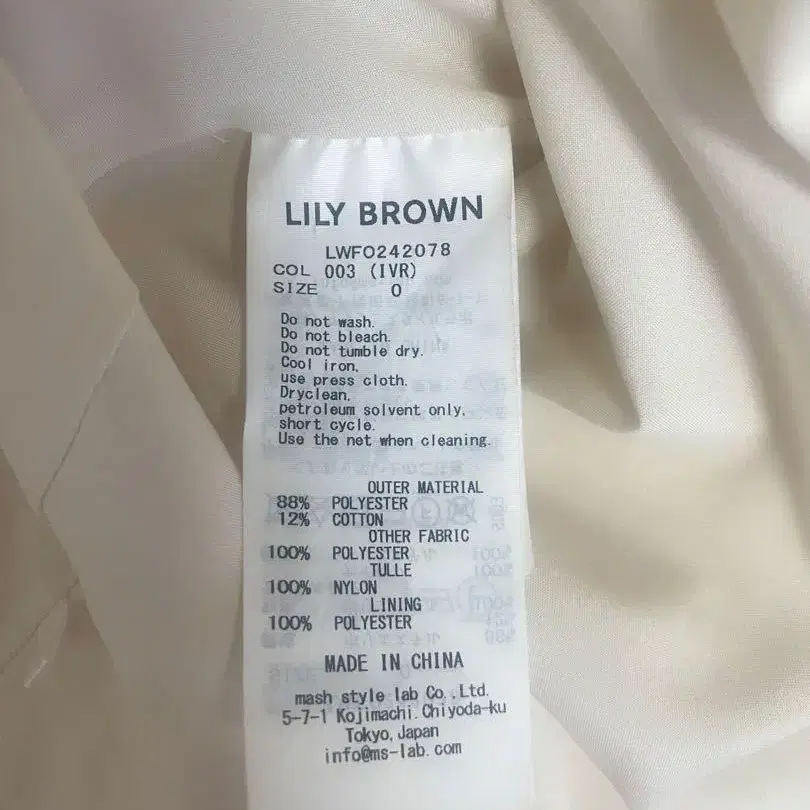 LILY BROWN
LWFO242078
COL 003 (IVR)
SIZE 0
Do not wash.
Do not bleach.
Do not tumble dry.
Cool iron,
use press cloth.
Dryclean,
petroleum solvent only,
short cycle.
Use the net when cleaning.
OUTER MATERIAL
88% POLYESTER
12% COTTON
OTHER FABRIC
100% POLYESTER
TULLE
100% NYLON
LINING
100% POLYESTER
MADE IN CHINA
mash style lab Co.,Ltd.
5-7-1 Kojimachi.Chiyoda-ku
Tokyo,Japan
info@ms-lab.com